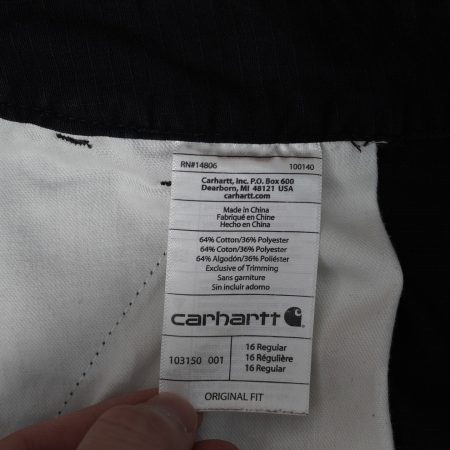 RN#14806 100140
Carhartt, Inc. P.O. Box 600
Dearborn, MI 48121 USA
carhartt.com
Made in China
Fabriqué en Chine
Hecho en China
64% Cotton/36% Polyester
64% Cotton/36% Polyester
64% Algodón/36% Poliéster
Exclusive of Trimming
Sans garniture
Sin incluir adorno
carhartt
103150 001
16 Regular
16 Régulière
16 Regular
ORIGINAL FIT